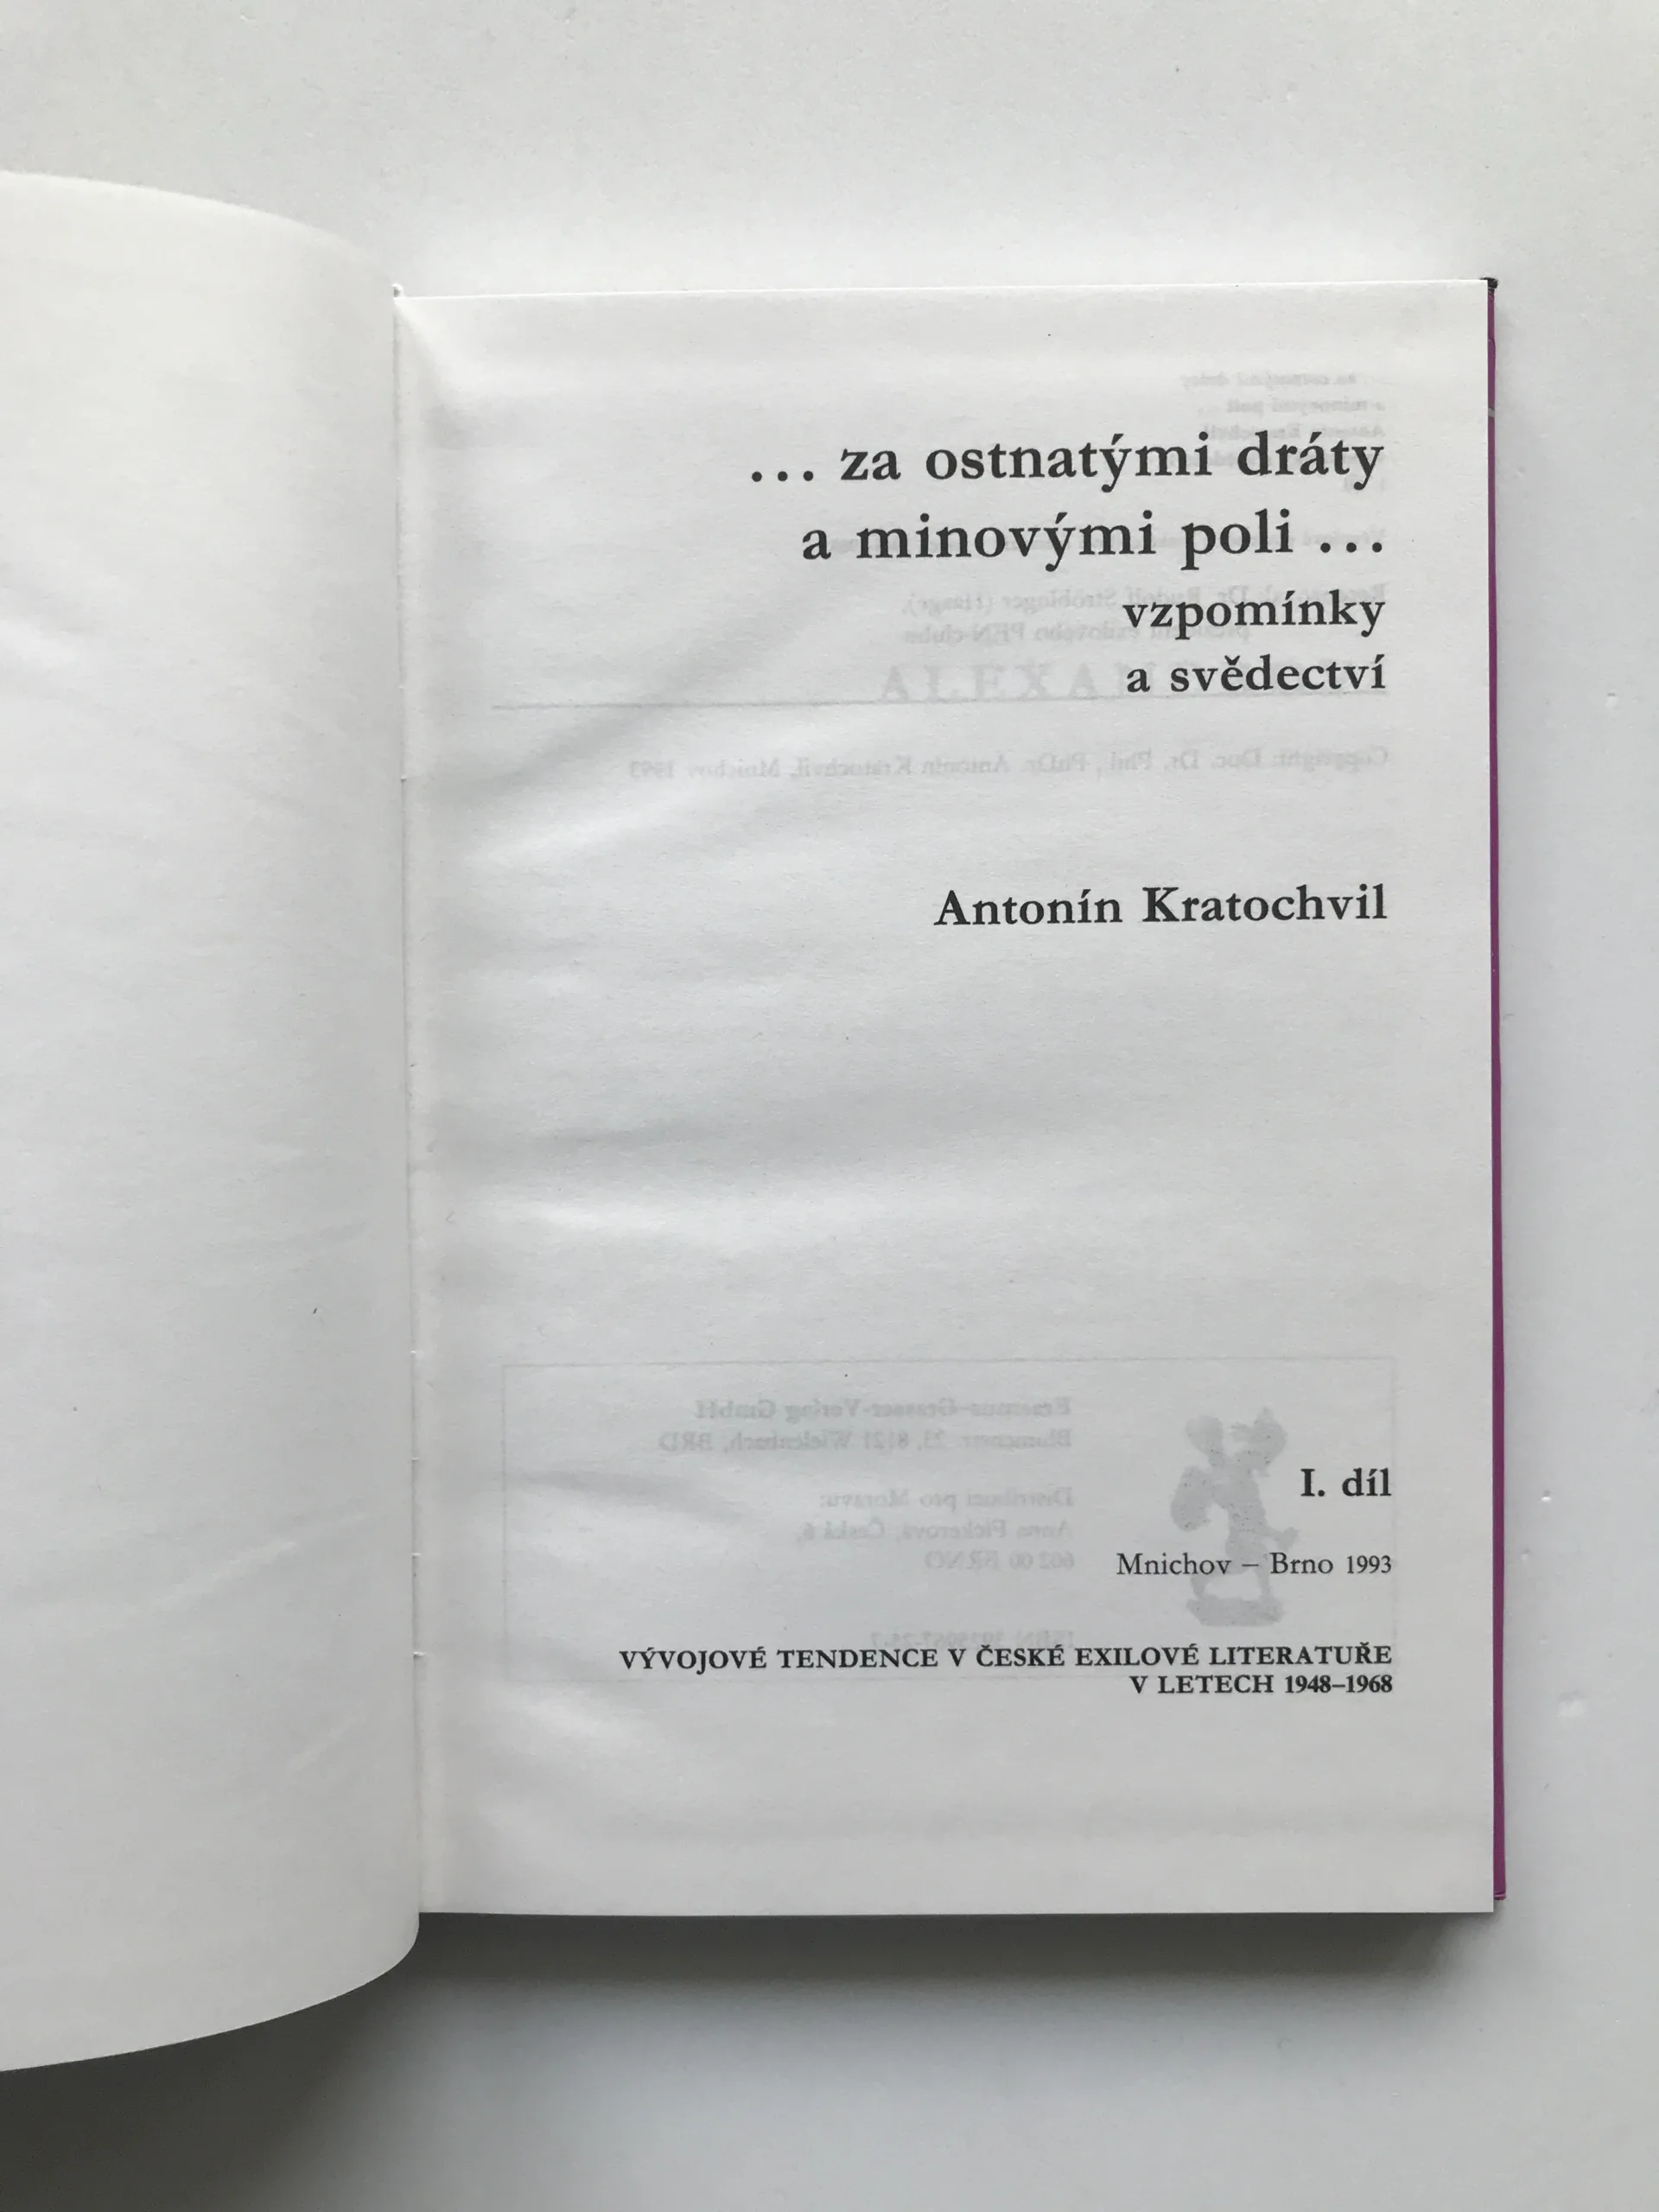 ... za ostnatými dráty
a minovými poli ...
vzpomínky
a svědectví
Antonín Kratochvil
I. díl
Mnichov – Brno 1993
VÝVOJOVÉ TENDENCE V ČESKÉ EXILOVÉ LITERATUŘE
V LETECH 1948–1968